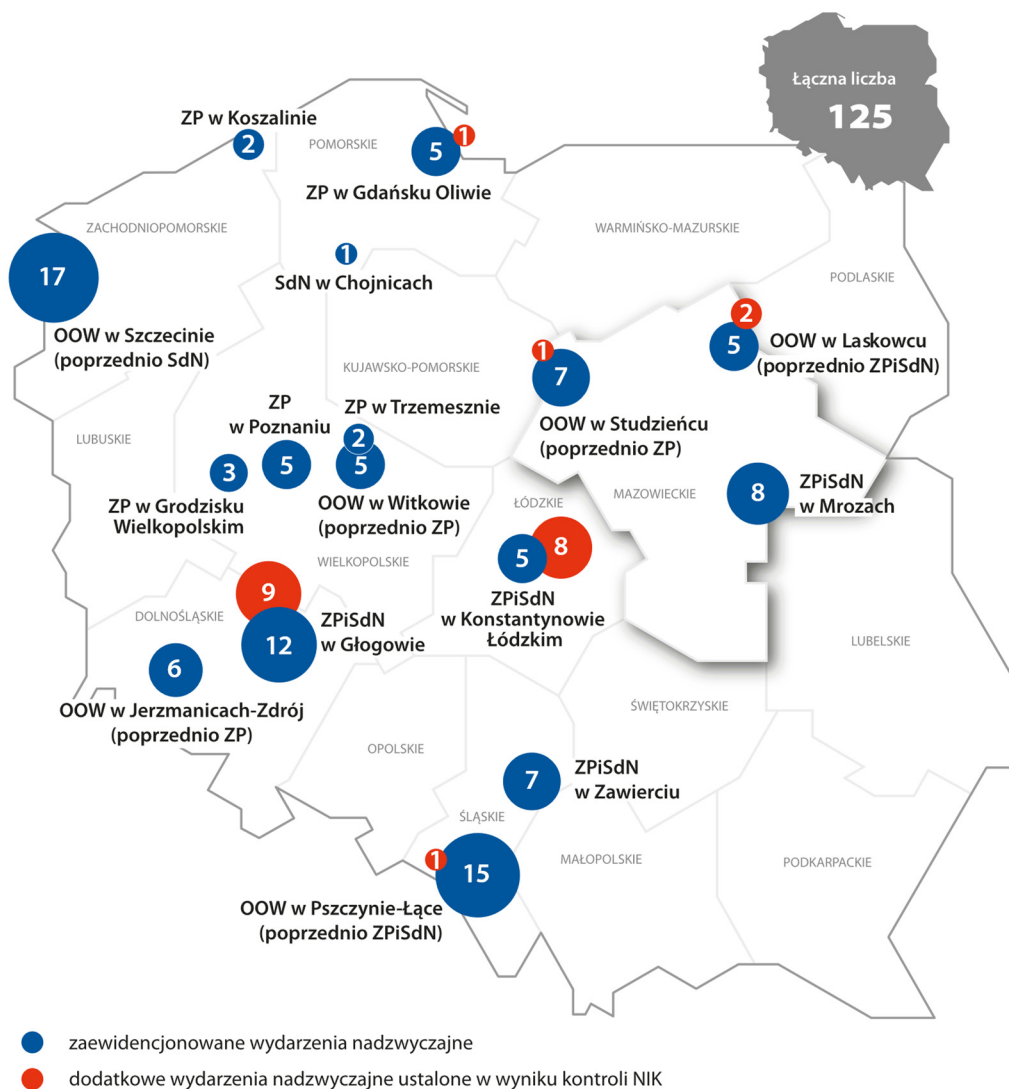 Łączna liczba
125
ZP w Koszalinie
2
POMORSKIE
5
1
ZP w Gdańsku Oliwie
ZACHODNIOPOMORSKIE
WARMIŃSKO-MAZURSKIE
17
OOW w Szczecinie
(poprzednio SdN)
1
SdN w Chojnicach
PODLASKIE
2
5
OOW w Laskowcu
(poprzednio ZPiSdN)
KUJAWSKO-POMORSKIE
1
7
OOW w Studzieńcu
(poprzednio ZP)
LUBUSKIE
ZP
w Poznaniu
5
ZP w Trzemesznie
2
5
OOW w Witkowie
(poprzednio ZP)
3
ZP w Grodzisku
Wielkopolskim
MAZOWIECKIE
8
ZPiSdN
w Mrozach
ŁÓDZKIE
5
8
ZPiSdN
w Konstantynowie
Łódzkim
WIELKOPOLSKIE
DOLNOŚLĄSKIE
9
12
ZPiSdN
w Głogowie
6
OOW w Jerzmanicach-Zdrój
(poprzednio ZP)
LUBELSKIE
ŚWIĘTOKRZYSKIE
OPOLSKIE
7
ZPiSdN
w Zawierciu
ŚLĄSKIE
1
15
OOW w Pszczynie-Łące
(poprzednio ZPiSdN)
MAŁOPOLSKIE
PODKARPACKIE
zaewidencjonowane wydarzenia nadzwyczajne
dodatkowe wydarzenia nadzwyczajne ustalone w wyniku kontroli NIK